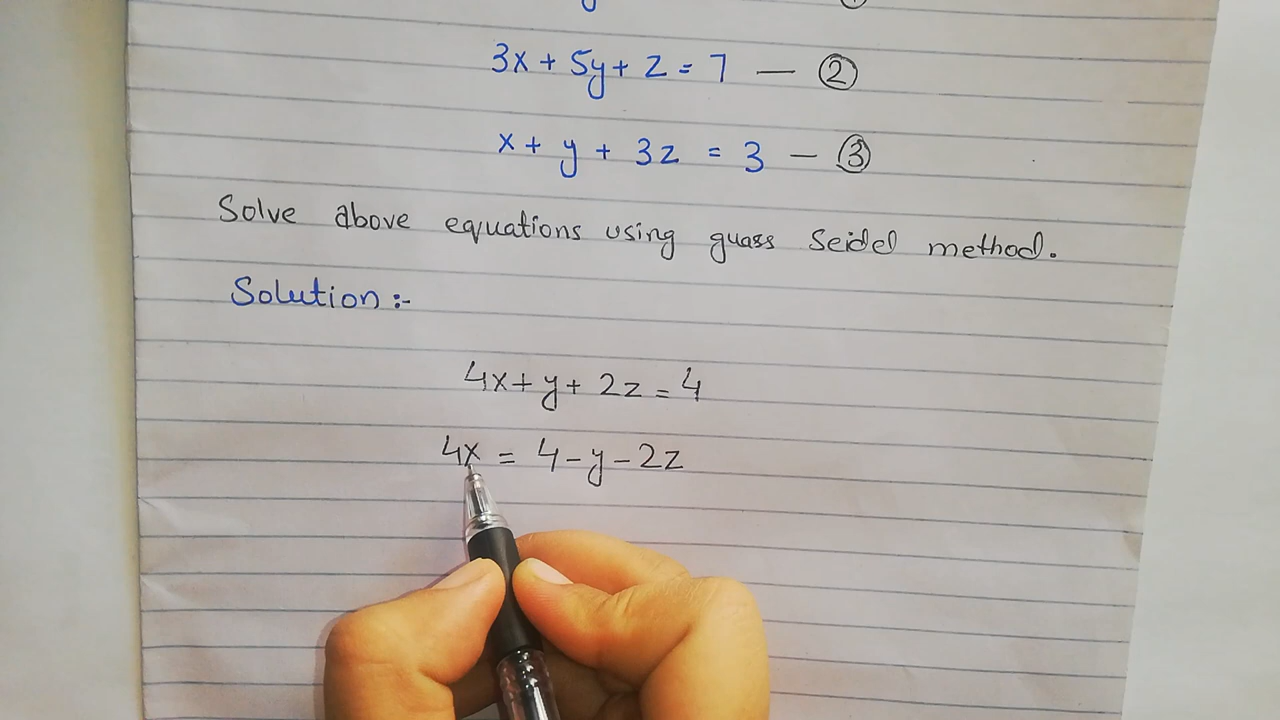 3x + 5y + z = 7 — ②
x + y + 3z = 3 — ③
Solve above equations using guass Seidel method.
Solution :-
4x + y + 2z = 4
4x = 4 - y - 2z